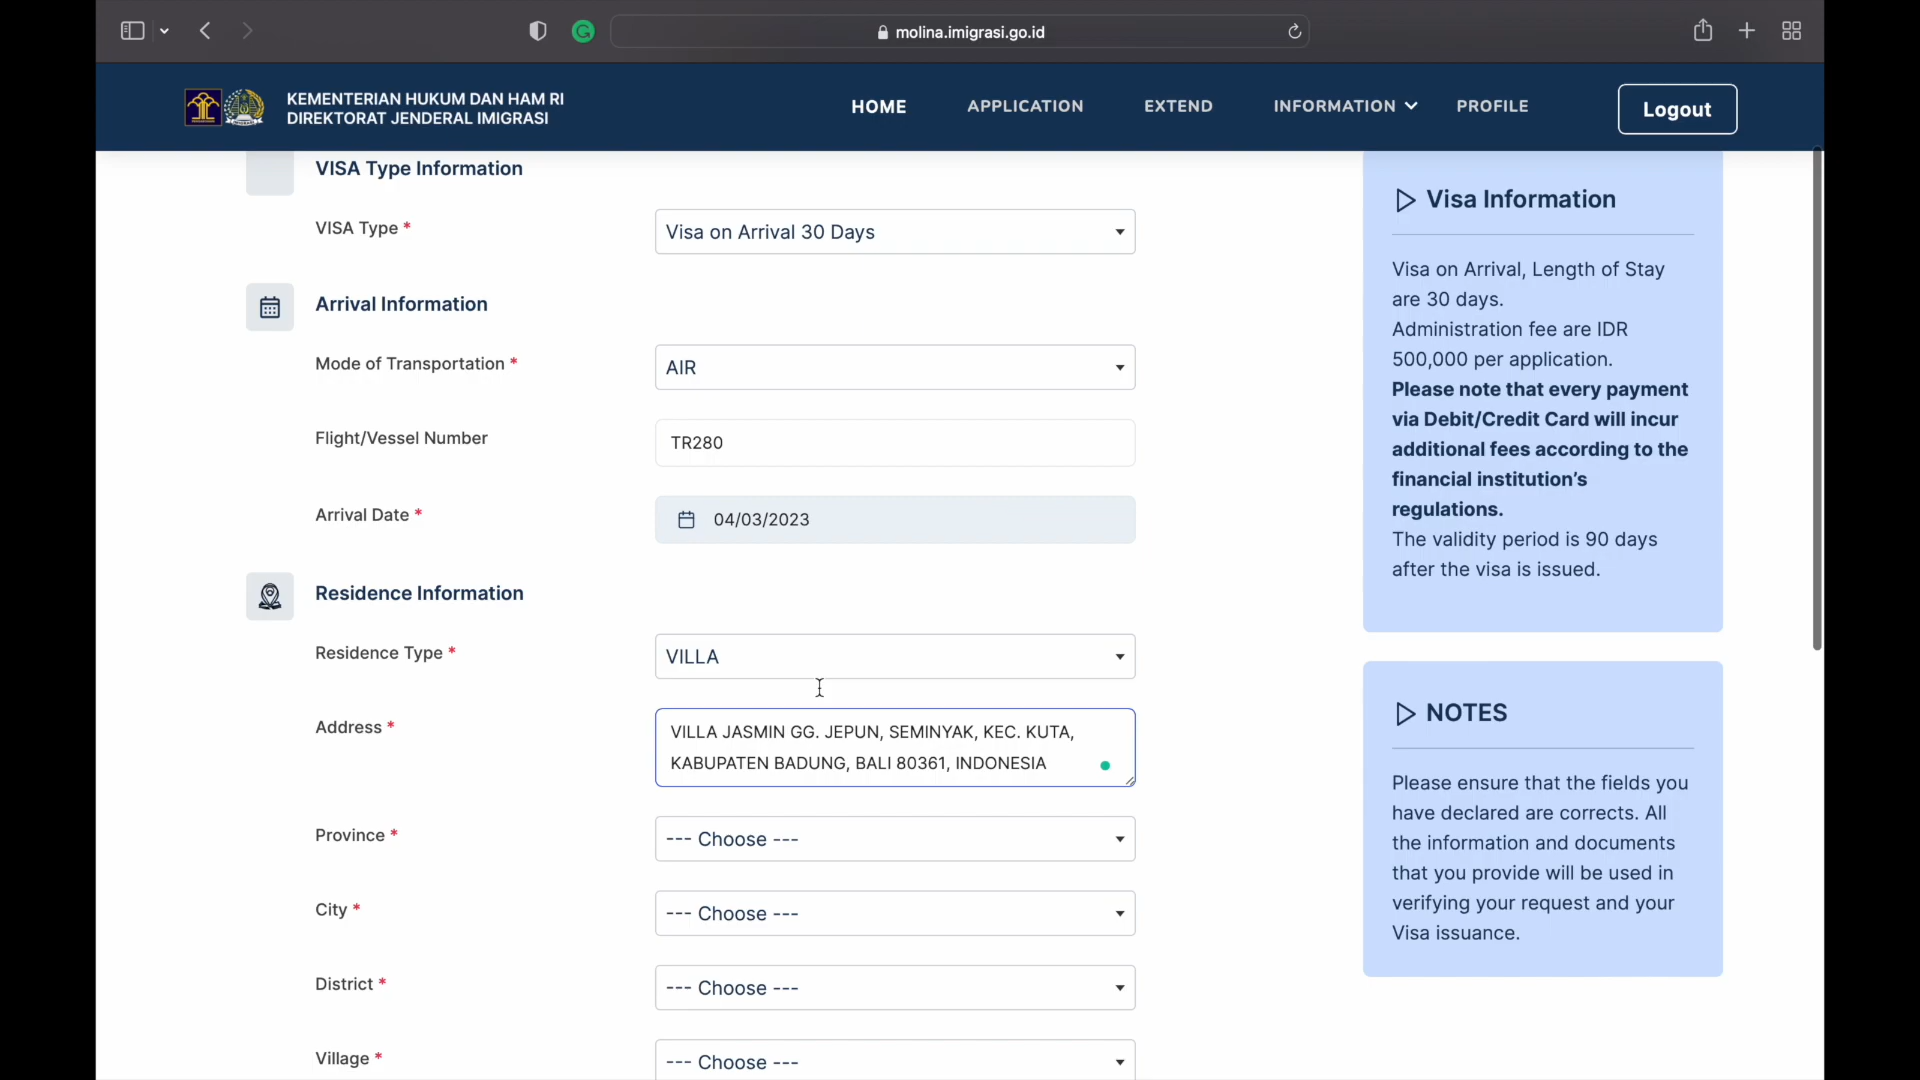 molina.imigrasi.go.id
KEMENTERIAN HUKUM DAN HAM RI
DIREKTORAT JENDERAL IMIGRASI
HOME
APPLICATION
EXTEND
INFORMATION
PROFILE
Logout
VISA Type Information
VISA Type *
Visa on Arrival 30 Days
Arrival Information
Mode of Transportation *
AIR
Flight/Vessel Number
TR280
Arrival Date *
04/03/2023
Residence Information
Residence Type *
VILLA
Address *
VILLA JASMIN GG. JEPUN, SEMINYAK, KEC. KUTA,
KABUPATEN BADUNG, BALI 80361, INDONESIA
Province *
--- Choose ---
City *
--- Choose ---
District *
--- Choose ---
Village *
--- Choose ---
Visa Information
Visa on Arrival, Length of Stay
are 30 days.
Administration fee are IDR
500,000 per application.
Please note that every payment
via Debit/Credit Card will incur
additional fees according to the
financial institution's
regulations.
The validity period is 90 days
after the visa is issued.
NOTES
Please ensure that the fields you
have declared are corrects. All
the information and documents
that you provide will be used in
verifying your request and your
Visa issuance.